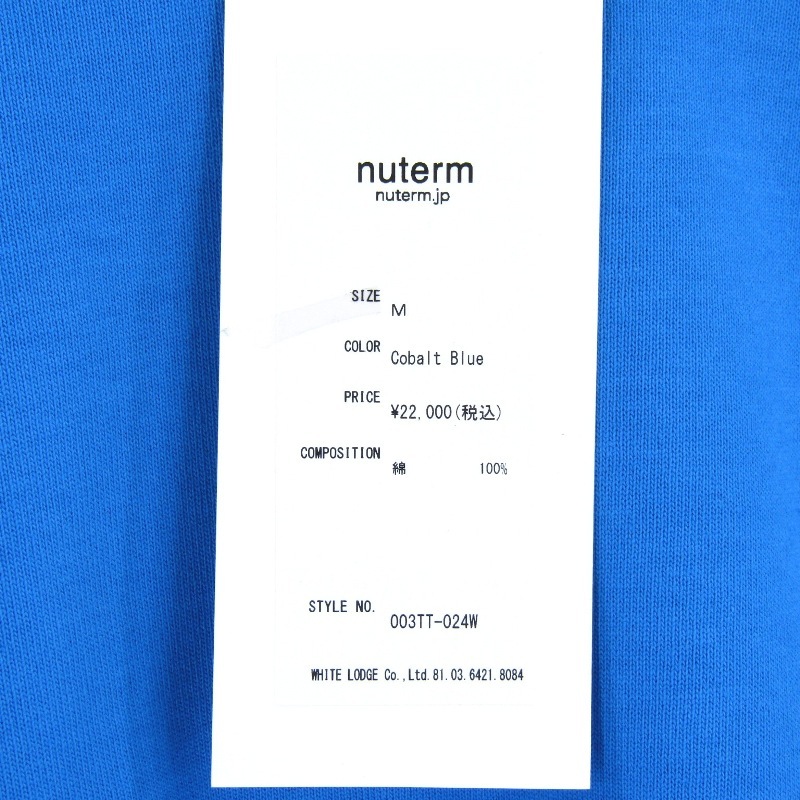 nuterm
nuterm.jp
SIZE M
COLOR Cobalt Blue
PRICE ¥22,000(税込)
COMPOSITION 綿 100%
STYLE NO. 003TT-024W
WHITE LODGE Co.,Ltd.81.03.6421.8084